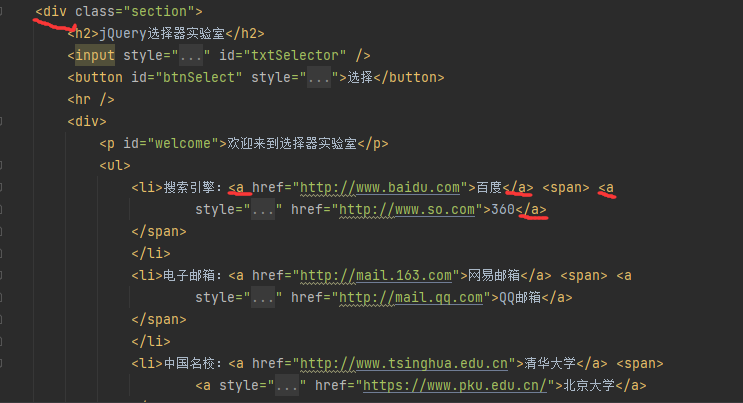 <div class="section">
<h2>jQuery选择器实验室</h2>
<input style="..." id="txtSelector" />
<button id="btnSelect" style="...">选择</button>
<hr />
<div>
<p id="welcome">欢迎来到选择器实验室</p>
<ul>
<li>搜索引擎：<a href="http://www.baidu.com">百度</a> <span> <a
style="..." href="http://www.so.com">360</a>
</span>
</li>
<li>电子邮箱：<a href="http://mail.163.com">网易邮箱</a> <span> <a
style="..." href="http://mail.qq.com">QQ邮箱</a>
</span>
</li>
<li>中国名校：<a href="http://www.tsinghua.edu.cn">清华大学</a> <span>
<a style="..." href="https://www.pku.edu.cn/">北京大学</a>